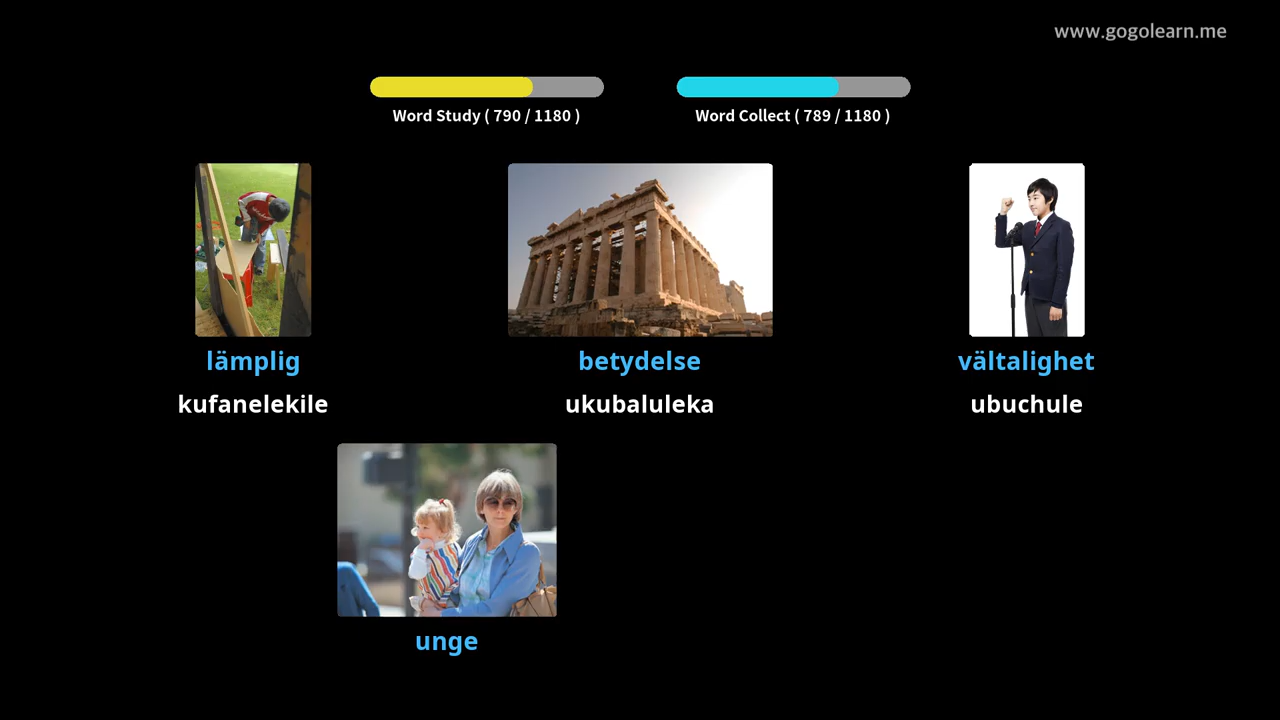 www.gogolearn.me
Word Study ( 790 / 1180 )
Word Collect ( 789 / 1180 )
lämplig
betydelse
vältalighet
kufanelekile
ukubaluleka
ubuchule
unge